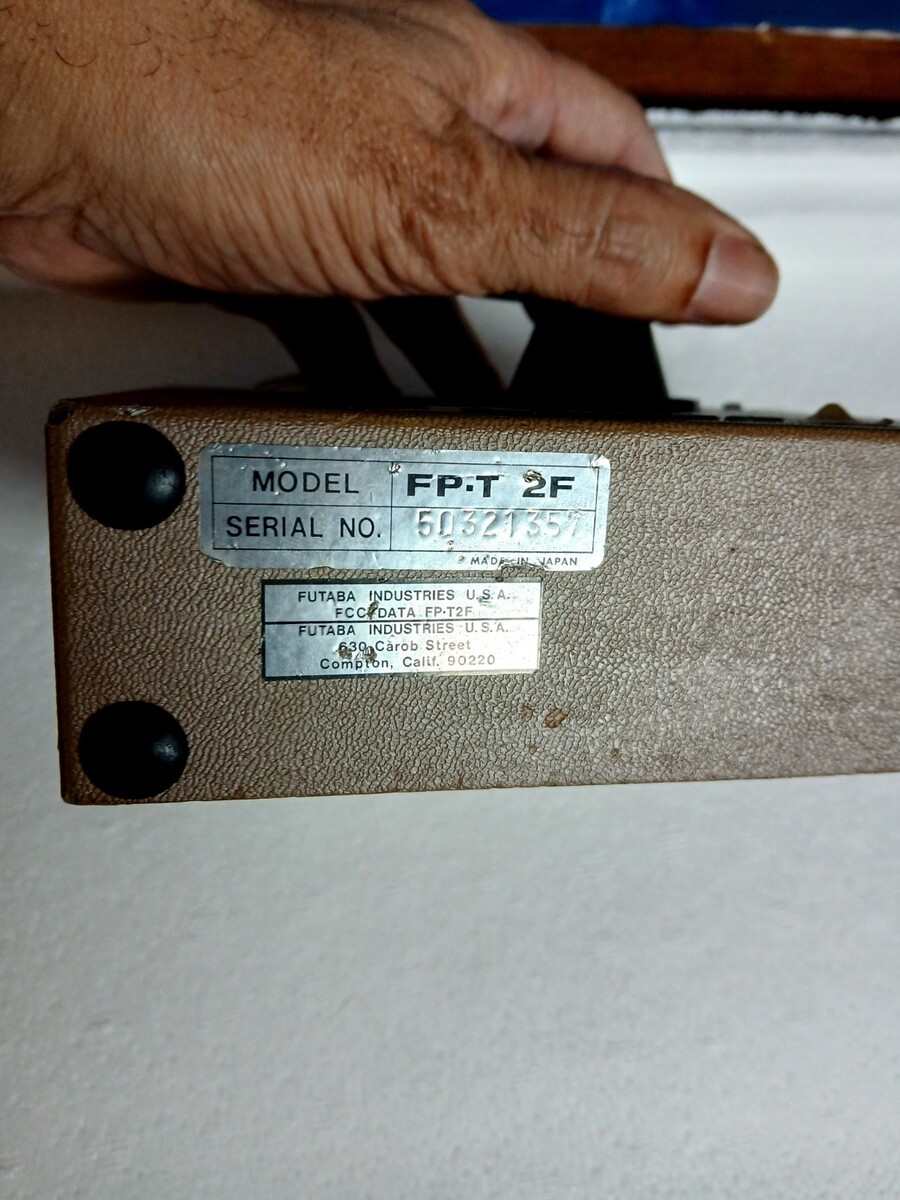 MODEL FP·T 2F
SERIAL NO. 50321357
MADE IN JAPAN
FUTABA INDUSTRIES U.S.A.
FCC DATA FP-T2F
FUTABA INDUSTRIES U.S.A.
630 Carob Street
Compton, Calif. 90220